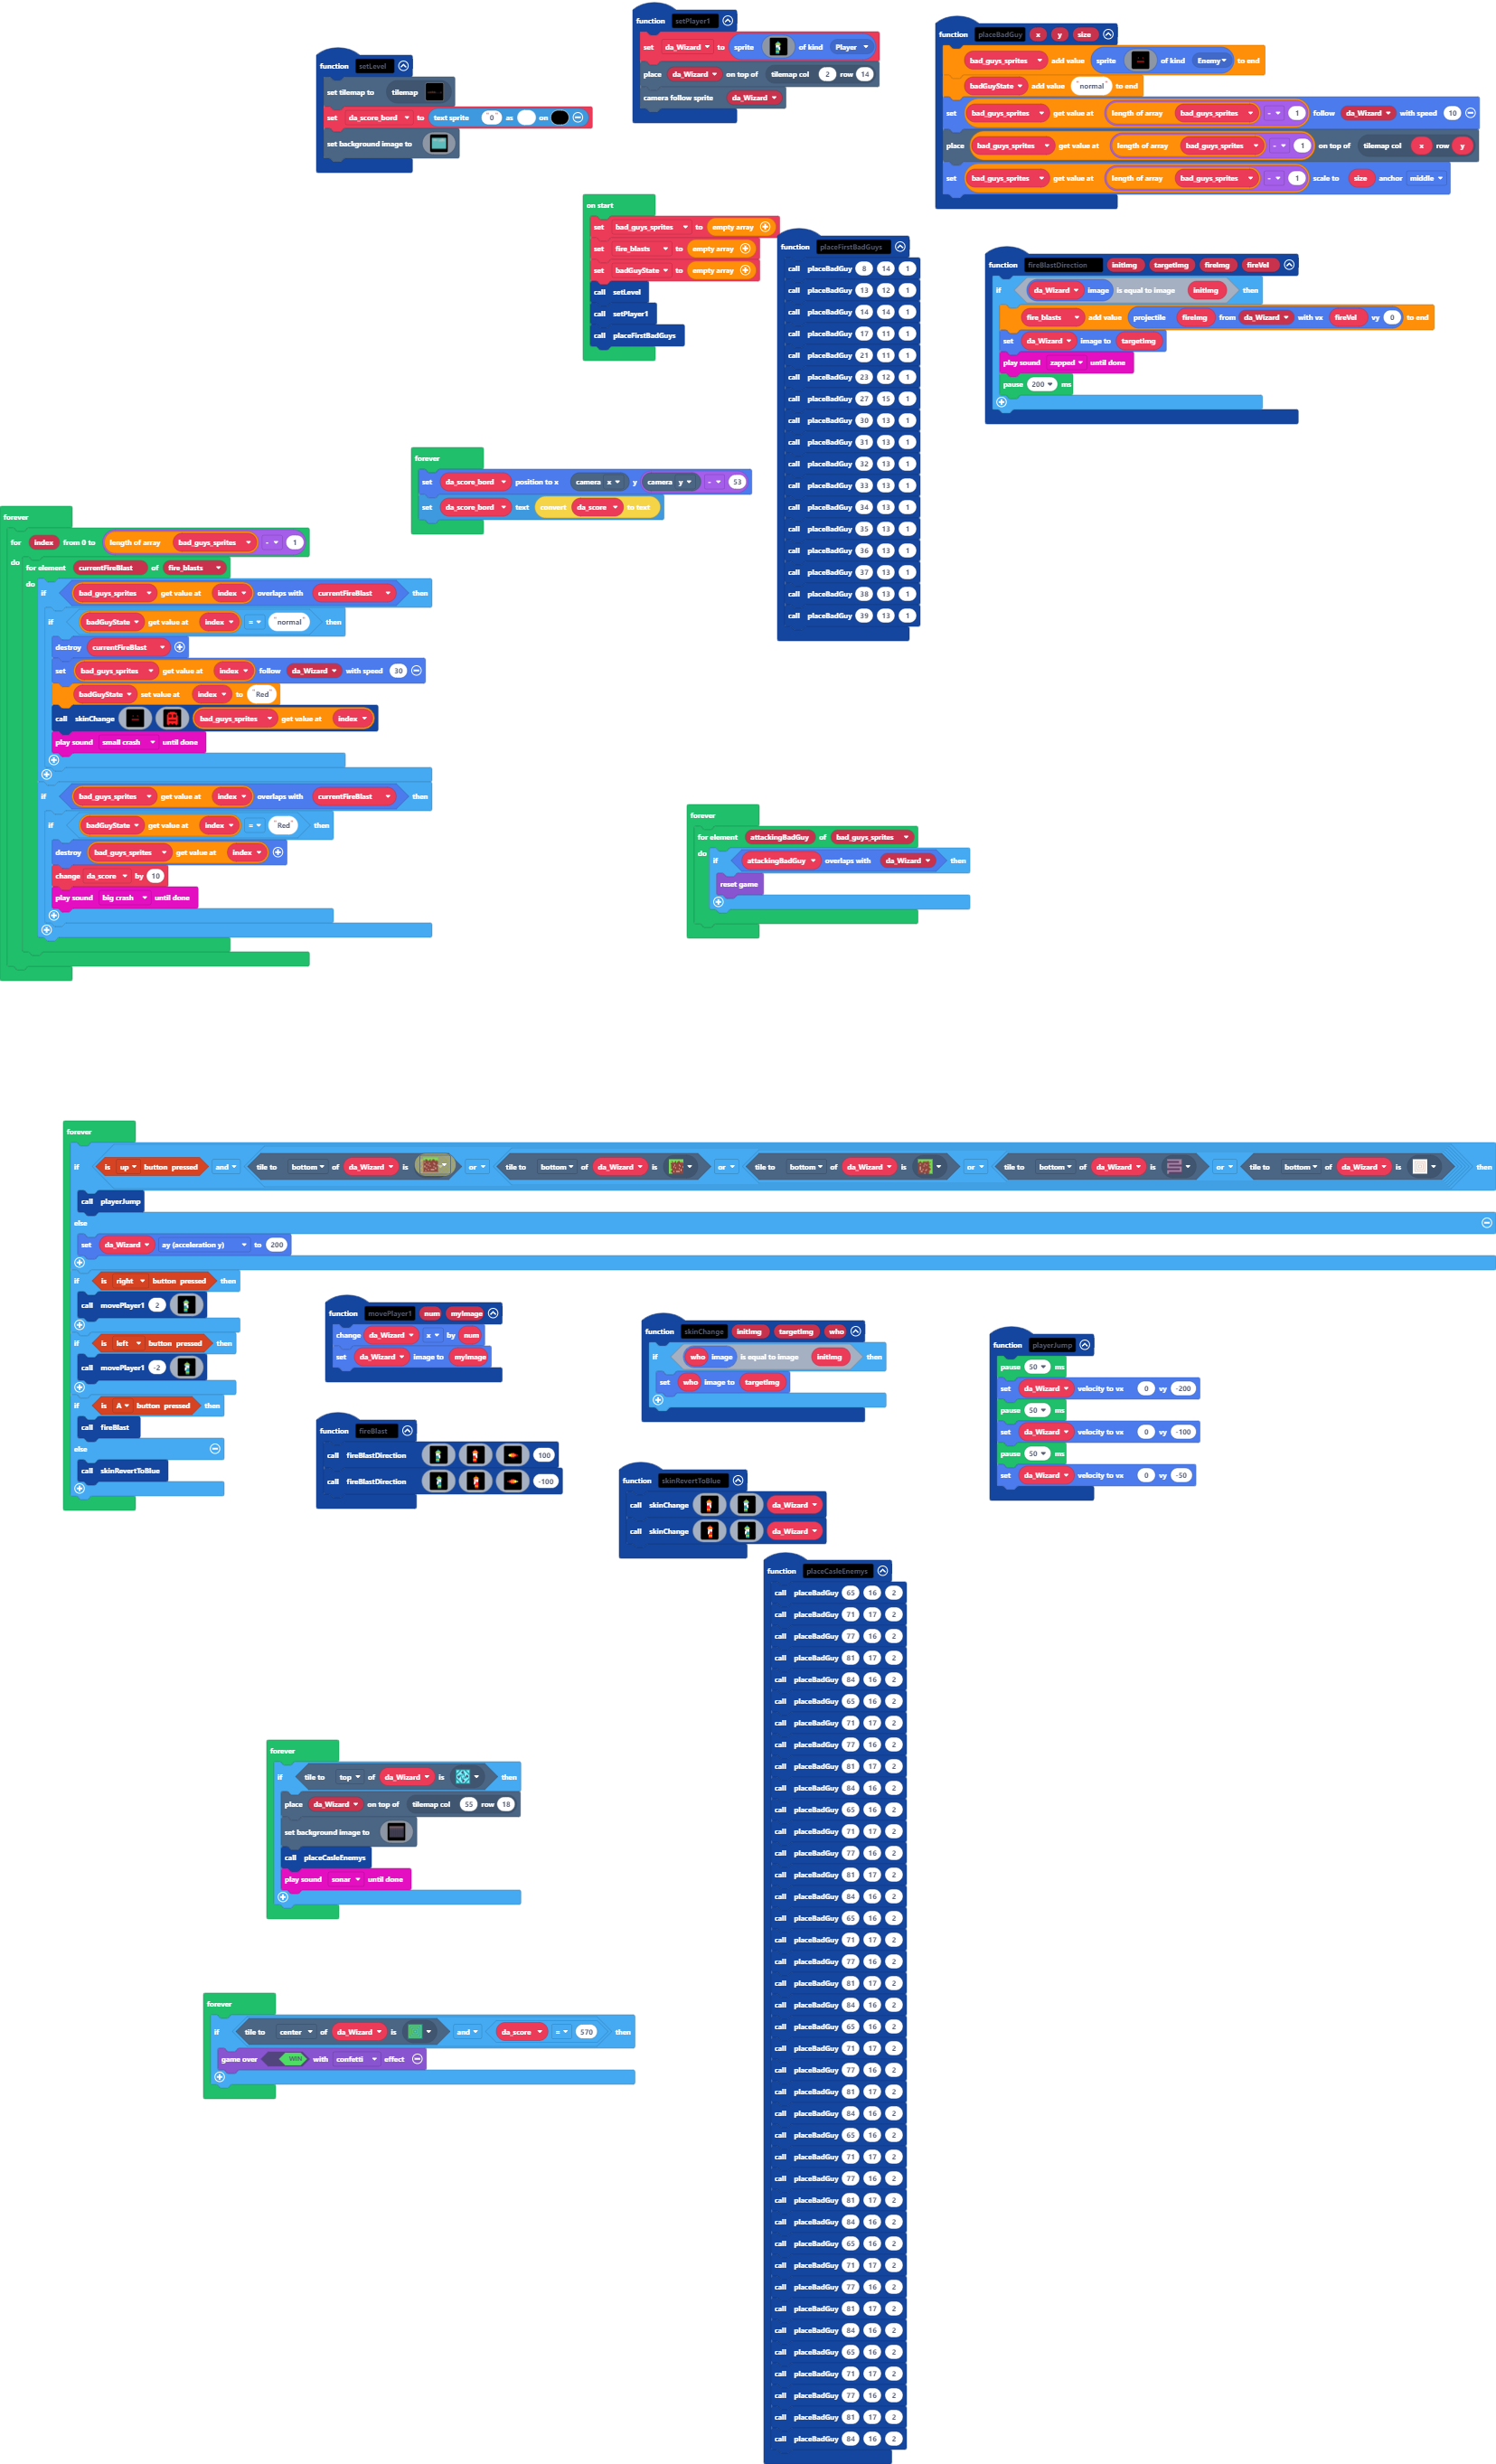 function setPlayer1
set da_Wizard to sprite of kind Player
place da_Wizard on top of tilemap col 2 row 14
camera follow sprite da_Wizard
function setLevel
set tilemap to tilemap
set da_score_bord to text sprite "0" as on
set background image to
function placeBadGuy x y size
bad_guys_sprites add value sprite of kind Enemy to end
badGuyState add value "normal" to end
set bad_guys_sprites get value at length of array bad_guys_sprites - 1 follow da_Wizard with speed 10
place bad_guys_sprites get value at length of array bad_guys_sprites - 1 on top of tilemap col x row y
set bad_guys_sprites get value at length of array bad_guys_sprites - 1 scale to size anchor middle
on start
set bad_guys_sprites to empty array
set fire_blasts to empty array
set badGuyState to empty array
call setLevel
call setPlayer1
call placeFirstBadGuys
function placeFirstBadGuys
call placeBadGuy 8 14 1
call placeBadGuy 13 12 1
call placeBadGuy 14 14 1
call placeBadGuy 17 11 1
call placeBadGuy 21 11 1
call placeBadGuy 23 12 1
call placeBadGuy 27 15 1
call placeBadGuy 30 13 1
call placeBadGuy 31 13 1
call placeBadGuy 32 13 1
call placeBadGuy 33 13 1
call placeBadGuy 34 13 1
call placeBadGuy 35 13 1
call placeBadGuy 36 13 1
call placeBadGuy 37 13 1
call placeBadGuy 38 13 1
call placeBadGuy 39 13 1
function fireBlastDirection initImg targetImg fireImg fireVel
if da_Wizard image is equal to image initImg then
fire_blasts add value projectile fireImg from da_Wizard with vx fireVel vy 0 to end
set da_Wizard image to targetImg
play sound zapped until done
pause 200 ms
forever
set da_score_bord position to x camera x y camera y - 53
set da_score_bord text convert da_score to text
forever
for index from 0 to length of array bad_guys_sprites - 1
do for element currentFireBlast of fire_blasts
do if bad_guys_sprites get value at index overlaps with currentFireBlast then
if badGuyState get value at index = "normal" then
destroy currentFireBlast
set bad_guys_sprites get value at index follow da_Wizard with speed 30
badGuyState set value at index to "Red"
call skinChange bad_guys_sprites get value at index
play sound small crash until done
if bad_guys_sprites get value at index overlaps with currentFireBlast then
if badGuyState get value at index = "Red" then
destroy bad_guys_sprites get value at index
change da_score by 10
play sound big crash until done
forever
for element attackingBadGuy of bad_guys_sprites
do if attackingBadGuy overlaps with da_Wizard then
reset game
forever
if is up button pressed and tile to bottom of da_Wizard is or tile to bottom of da_Wizard is or tile to bottom of da_Wizard is or tile to bottom of da_Wizard is or tile to bottom of da_Wizard is then
call playerJump
else
set da_Wizard ay (acceleration y) to 200
if is right button pressed then
call movePlayer1 2
if is left button pressed then
call movePlayer1 -2
if is A button pressed then
call fireBlast
else
call skinRevertToBlue
function movePlayer1 num myImage
change da_Wizard x by num
set da_Wizard image to myImage
function fireBlast
call fireBlastDirection 100
call fireBlastDirection -100
function skinChange initImg targetImg who
if who image is equal to image initImg then
set who image to targetImg
function skinRevertToBlue
call skinChange da_Wizard
call skinChange da_Wizard
function playerJump
pause 50 ms
set da_Wizard velocity to vx 0 vy -200
pause 50 ms
set da_Wizard velocity to vx 0 vy -100
pause 50 ms
set da_Wizard velocity to vx 0 vy -50
function placeCasleEnemys
call placeBadGuy 65 16 2
call placeBadGuy 71 17 2
call placeBadGuy 77 16 2
call placeBadGuy 81 17 2
call placeBadGuy 84 16 2
call placeBadGuy 65 16 2
call placeBadGuy 71 17 2
call placeBadGuy 77 16 2
call placeBadGuy 81 17 2
call placeBadGuy 84 16 2
call placeBadGuy 65 16 2
call placeBadGuy 71 17 2
call placeBadGuy 77 16 2
call placeBadGuy 81 17 2
call placeBadGuy 84 16 2
call placeBadGuy 65 16 2
call placeBadGuy 71 17 2
call placeBadGuy 77 16 2
call placeBadGuy 81 17 2
call placeBadGuy 84 16 2
call placeBadGuy 65 16 2
call placeBadGuy 71 17 2
call placeBadGuy 77 16 2
call placeBadGuy 81 17 2
call placeBadGuy 84 16 2
call placeBadGuy 65 16 2
call placeBadGuy 71 17 2
call placeBadGuy 77 16 2
call placeBadGuy 81 17 2
call placeBadGuy 84 16 2
call placeBadGuy 65 16 2
call placeBadGuy 71 17 2
call placeBadGuy 77 16 2
call placeBadGuy 81 17 2
call placeBadGuy 84 16 2
call placeBadGuy 65 16 2
call placeBadGuy 71 17 2
call placeBadGuy 77 16 2
call placeBadGuy 81 17 2
call placeBadGuy 84 16 2
forever
if tile to top of da_Wizard is then
place da_Wizard on top of tilemap col 55 row 18
set background image to
call placeCasleEnemys
play sound sonar until done
forever
if tile to center of da_Wizard is and da_score = 570 then
game over WIN with confetti effect